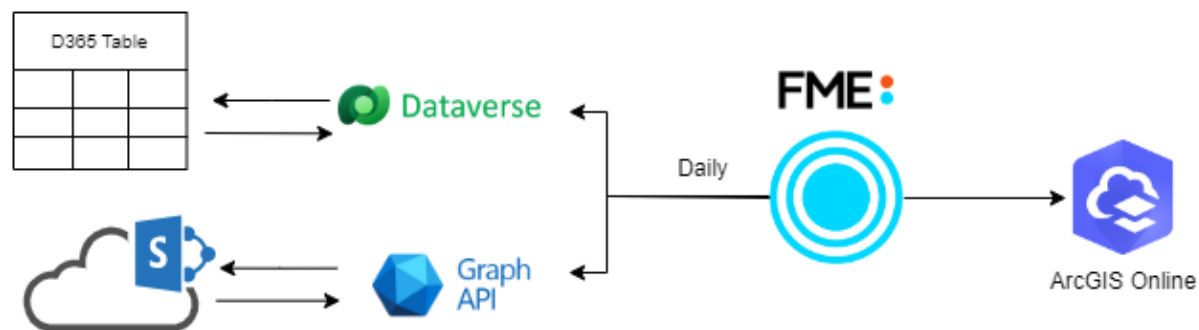 D365 Table
Dataverse
FME:
Daily
S
Graph
API
ArcGIS Online